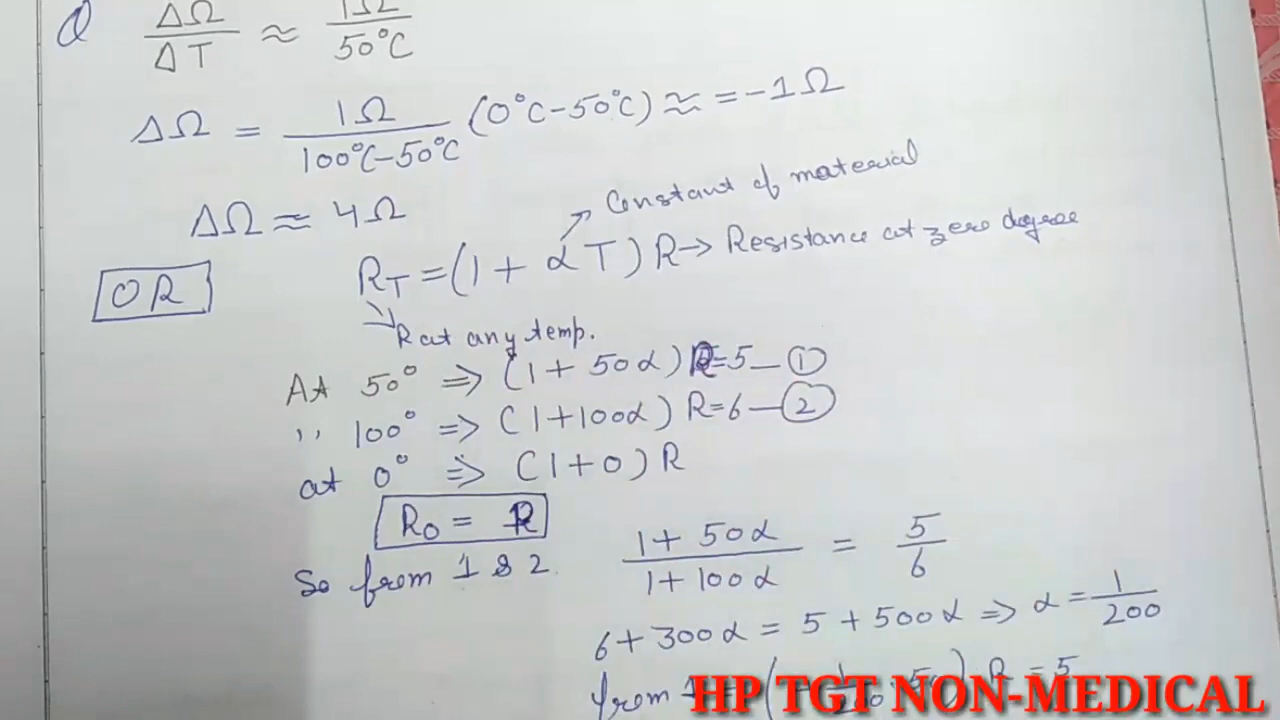 Q ΔΩ/ΔT ≈ 1Ω/50°C
ΔΩ = 1Ω/(100°C-50°C) (0°C-50°C) ≈ = -1Ω
ΔΩ ≈ 4Ω
Constant of material
OR
R_T = (1 + αT) R → Resistance at zero degree
R at any temp.
At 50° ⇒ (1 + 50α) R = 5 — ①
,, 100° ⇒ (1+100α) R=6 — ②
at 0° ⇒ (1+0) R
R₀ = R
So from 1 & 2.
(1 + 50α)/(1 + 100α) = 5/6
6 + 300α = 5 + 500α ⇒ α = 1/200
from 1
R = 5
HP TGT NON-MEDICAL